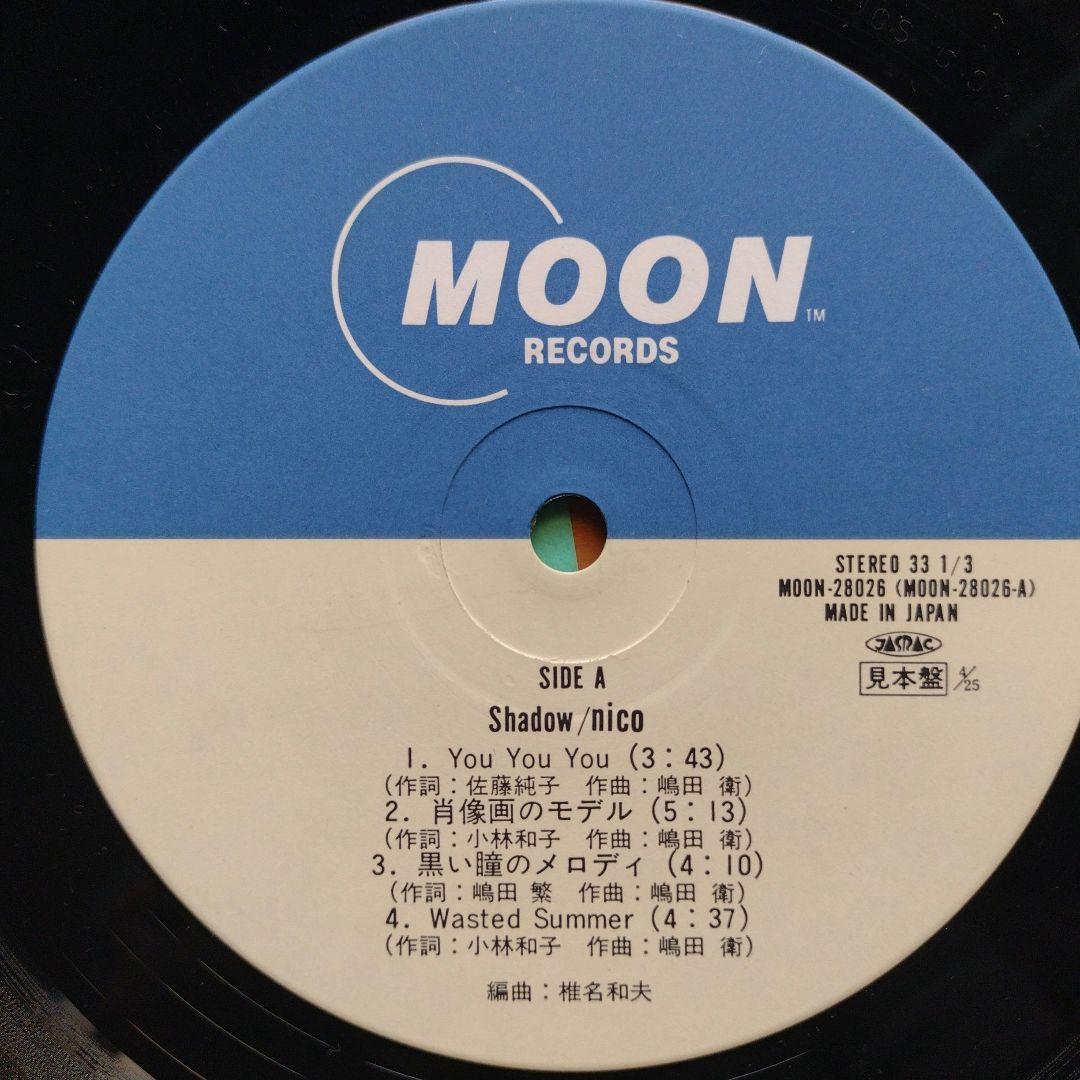 MOON™
RECORDS
STEREO 33 1/3
MOON-28026 (MOON-28026-A)
MADE IN JAPAN
JASRAC
見本盤 4/25
SIDE A
Shadow/nico
1. You You You (3:43)
(作詞:佐藤純子 作曲:嶋田 衛)
2. 肖像画のモデル (5:13)
(作詞:小林和子 作曲:嶋田 衛)
3. 黒い瞳のメロディ (4:10)
(作詞:嶋田 繁 作曲:嶋田 衛)
4. Wasted Summer (4:37)
(作詞:小林和子 作曲:嶋田 衛)
編曲:椎名和夫